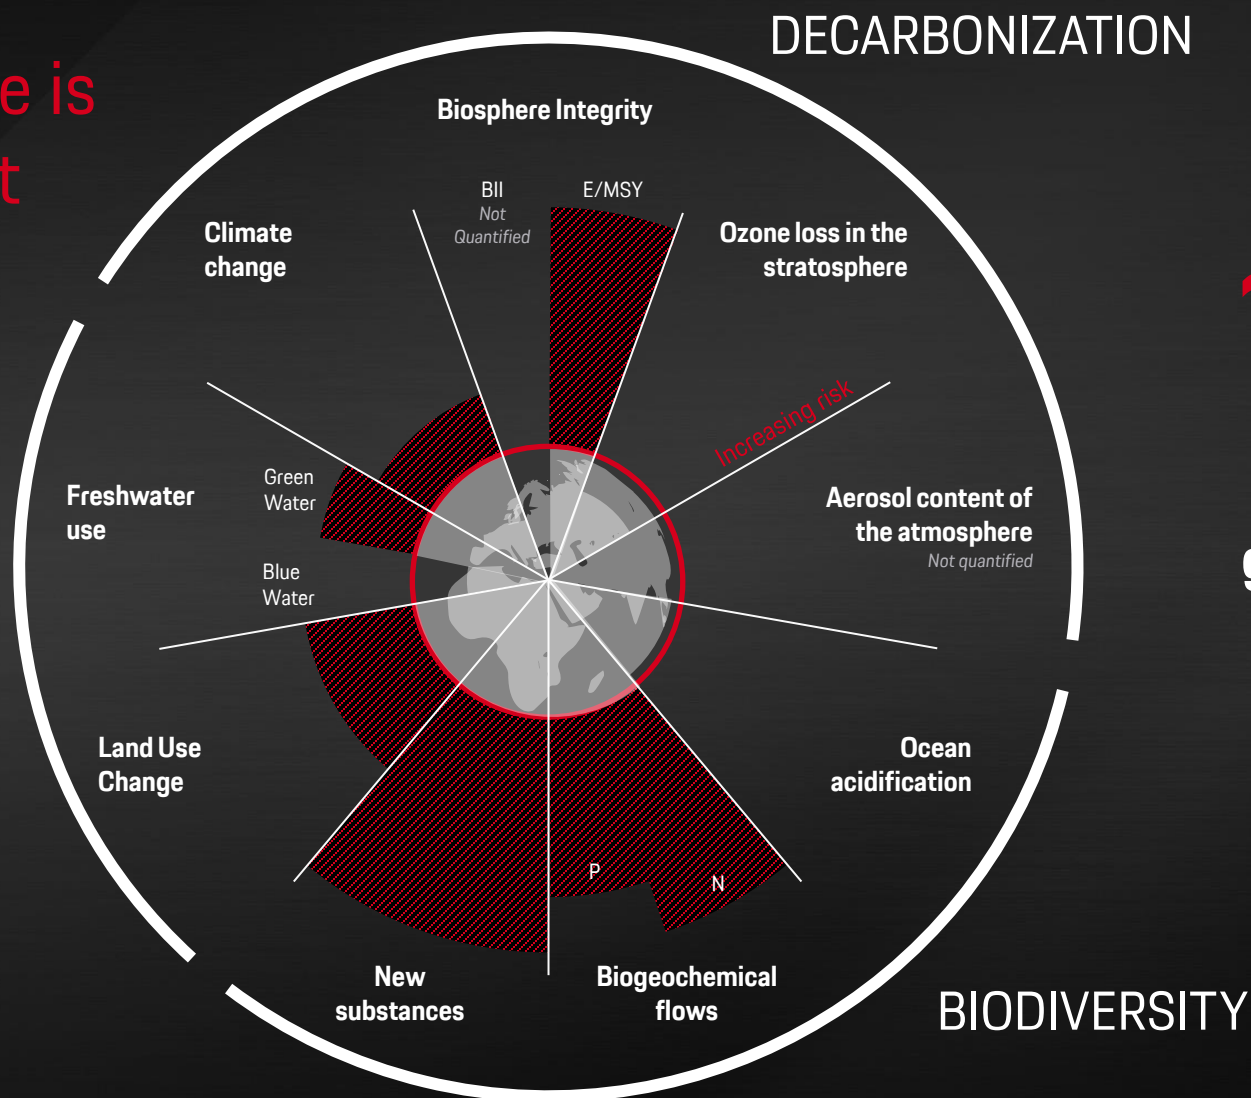 DECARBONIZATION
e is
t
Biosphere Integrity
BII
Not
Quantified
E/MSY
Climate
change
Ozone loss in the
stratosphere
Increasing risk
Green
Water
Freshwater
use
Aerosol content of
the atmosphere
Not quantified
Blue
Water
Land Use
Change
Ocean
acidification
P
N
New
substances
Biogeochemical
flows
BIODIVERSITY